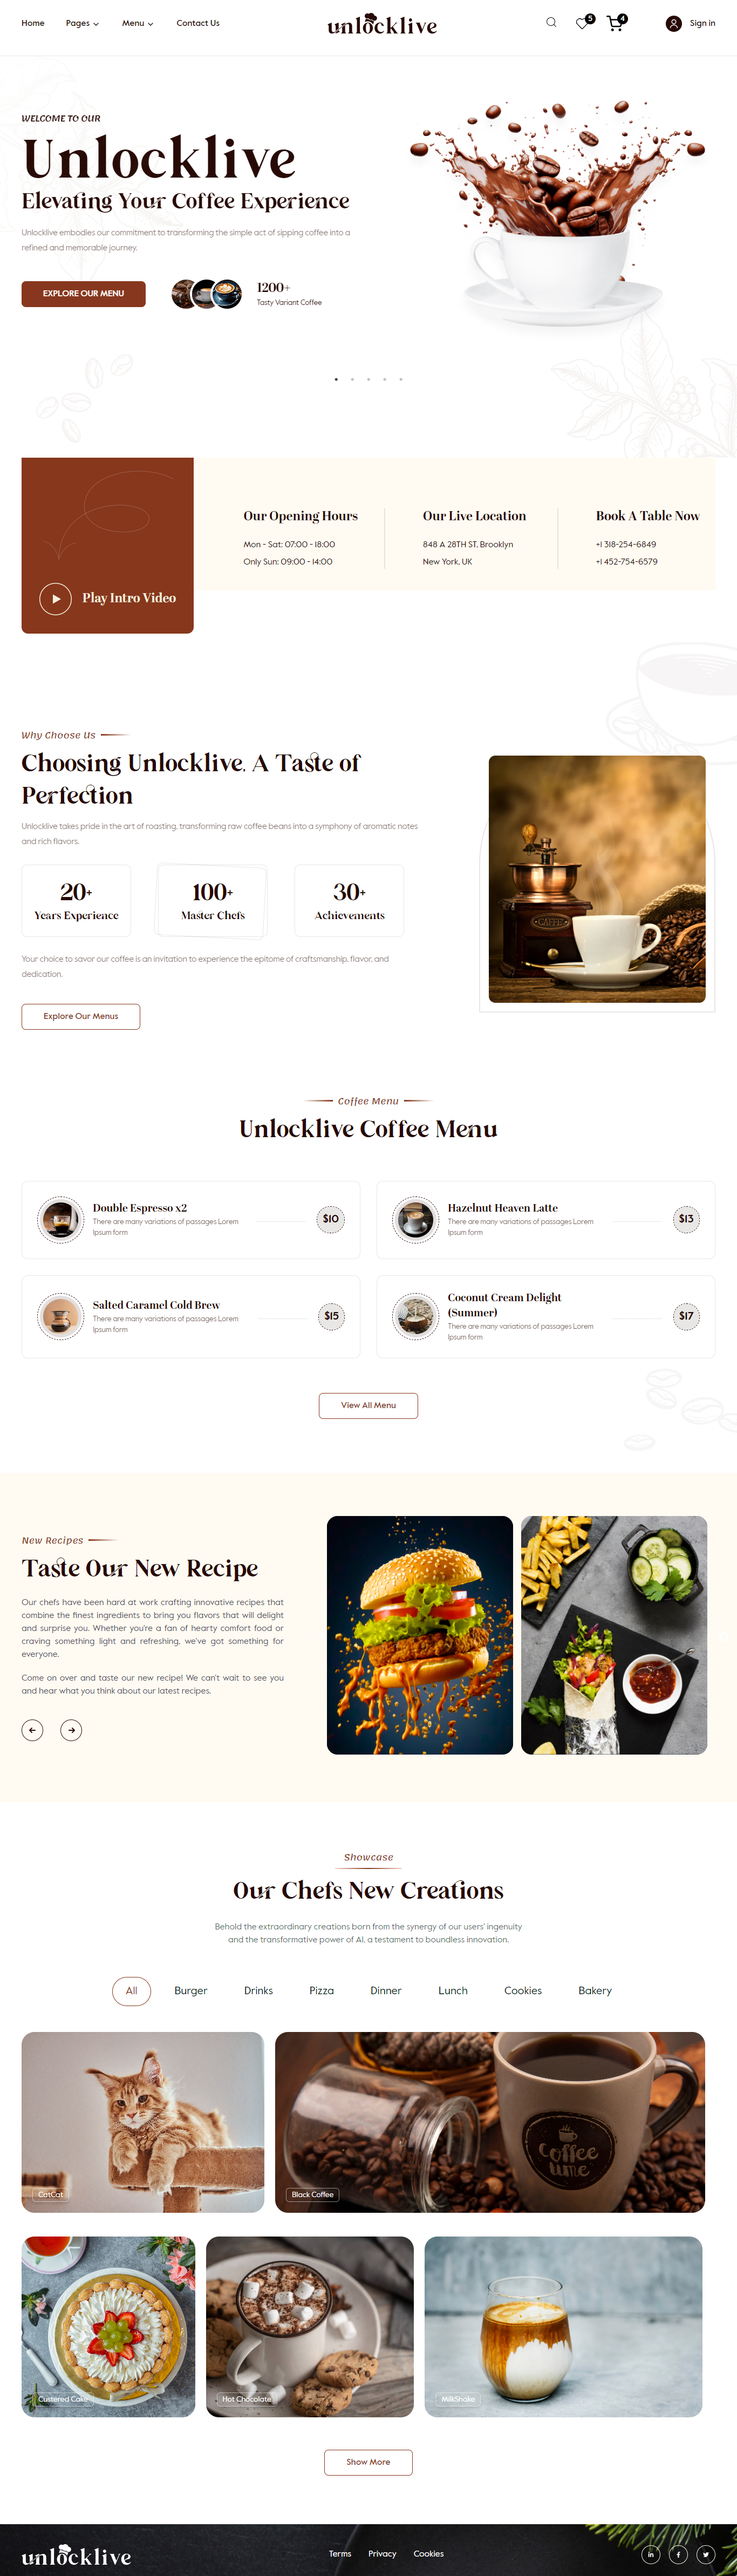 Home Pages Menu Contact Us unlocklive 5 4 Sign in
WELCOME TO OUR
Unlocklive
Elevating Your Coffee Experience
Unlocklive embodies our commitment to transforming the simple act of sipping coffee into a
refined and memorable journey.
EXPLORE OUR MENU
1200+
Tasty Variant Coffee
Play Intro Video
Our Opening Hours
Mon - Sat: 07:00 - 18:00
Only Sun: 09:00 - 14:00
Our Live Location
848 A 28TH ST, Brooklyn
New York, UK
Book A Table Now
+1 318-254-6849
+1 452-754-6579
Why Choose Us
Choosing Unlocklive. A Taste of
Perfection
Unlocklive takes pride in the art of roasting, transforming raw coffee beans into a symphony of aromatic notes
and rich flavors.
20+
Years Experience
100+
Master Chefs
30+
Achievements
Your choice to savor our coffee is an invitation to experience the epitome of craftsmanship, flavor, and
dedication.
Explore Our Menus
Coffee Menu
Unlocklive Coffee Menu
Double Espresso x2
There are many variations of passages Lorem
Ipsum form
$10
Hazelnut Heaven Latte
There are many variations of passages Lorem
Ipsum form
$13
Salted Caramel Cold Brew
There are many variations of passages Lorem
Ipsum form
$15
Coconut Cream Delight
(Summer)
There are many variations of passages Lorem
Ipsum form
$17
View All Menu
New Recipes
Taste Our New Recipe
Our chefs have been hard at work crafting innovative recipes that
combine the finest ingredients to bring you flavors that will delight
and surprise you. Whether you're a fan of hearty comfort food or
craving something light and refreshing, we've got something for
everyone.
Come on over and taste our new recipe! We can't wait to see you
and hear what you think about our latest recipes.
Showcase
Our Chefs New Creations
Behold the extraordinary creations born from the synergy of our users' ingenuity
and the transformative power of AI, a testament to boundless innovation.
All Burger Drinks Pizza Dinner Lunch Cookies Bakery
CatCat
Coffee
time
Black Coffee
Custered Cake
Hot Chocolate
MilkShake
Show More
unlocklive Terms Privacy Cookies